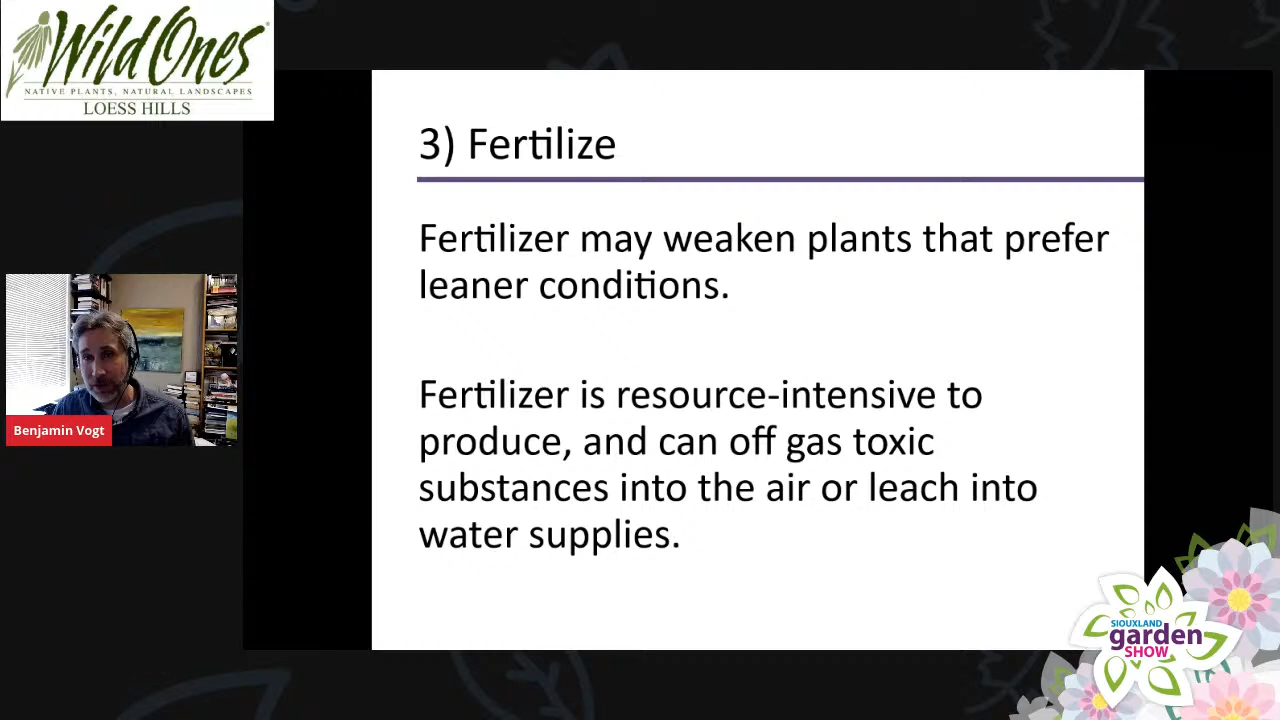 Wild Ones
NATIVE PLANTS, NATURAL LANDSCAPES
LOESS HILLS
3) Fertilize
Fertilizer may weaken plants that prefer
leaner conditions.
Fertilizer is resource-intensive to
produce, and can off gas toxic
substances into the air or leach into
water supplies.
Benjamin Vogt
SIOUXLAND
garden
SHOW